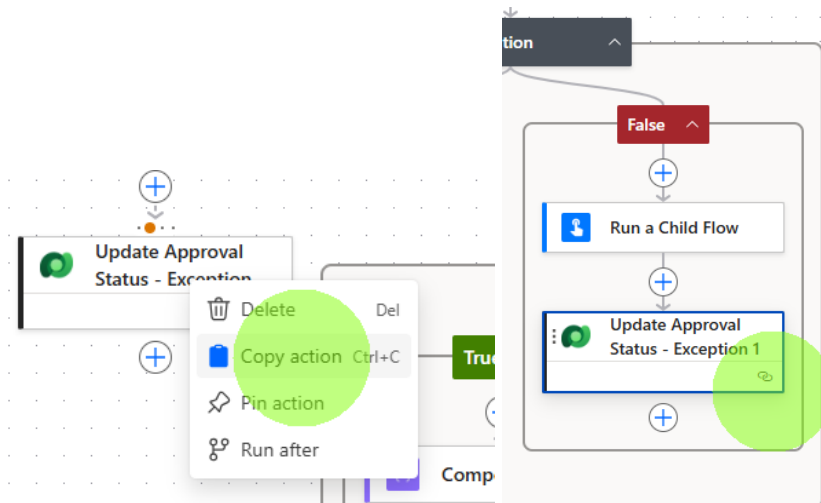 Update Approval
Status - Exception
Delete Del
Copy action Ctrl+C
Pin action
Run after
True
Comp
tion
False
Run a Child Flow
Update Approval
Status - Exception 1